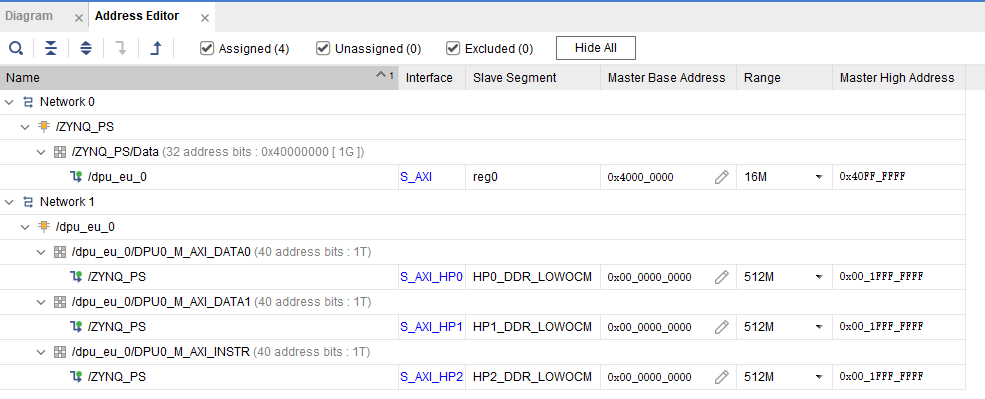 Diagram Address Editor
Assigned (4) Unassigned (0) Excluded (0) Hide All
Name 1 Interface Slave Segment Master Base Address Range Master High Address
Network 0
/ZYNQ_PS
/ZYNQ_PS/Data (32 address bits : 0x40000000 [ 1G ])
/dpu_eu_0 S_AXI reg0 0x4000_0000 16M 0x40FF_FFFF
Network 1
/dpu_eu_0
/dpu_eu_0/DPU0_M_AXI_DATA0 (40 address bits : 1T)
/ZYNQ_PS S_AXI_HP0 HP0_DDR_LOWOCM 0x00_0000_0000 512M 0x00_1FFF_FFFF
/dpu_eu_0/DPU0_M_AXI_DATA1 (40 address bits : 1T)
/ZYNQ_PS S_AXI_HP1 HP1_DDR_LOWOCM 0x00_0000_0000 512M 0x00_1FFF_FFFF
/dpu_eu_0/DPU0_M_AXI_INSTR (40 address bits : 1T)
/ZYNQ_PS S_AXI_HP2 HP2_DDR_LOWOCM 0x00_0000_0000 512M 0x00_1FFF_FFFF